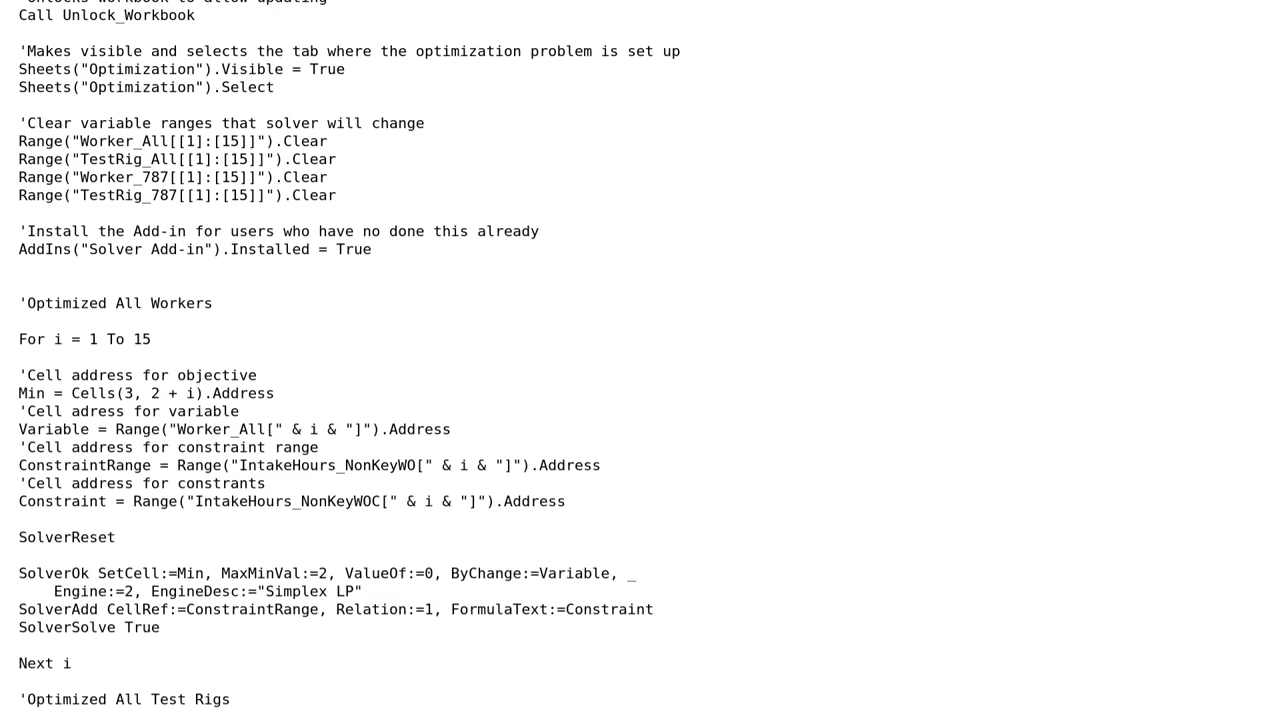 'Unlocks workbook to allow updating
Call Unlock_Workbook
'Makes visible and selects the tab where the optimization problem is set up
Sheets("Optimization").Visible = True
Sheets("Optimization").Select
'Clear variable ranges that solver will change
Range("Worker_All[[1]:[15]]").Clear
Range("TestRig_All[[1]:[15]]").Clear
Range("Worker_787[[1]:[15]]").Clear
Range("TestRig_787[[1]:[15]]").Clear
'Install the Add-in for users who have no done this already
AddIns("Solver Add-in").Installed = True
'Optimized All Workers
For i = 1 To 15
'Cell address for objective
Min = Cells(3, 2 + i).Address
'Cell adress for variable
Variable = Range("Worker_All[" & i & "]").Address
'Cell address for constraint range
ConstraintRange = Range("IntakeHours_NonKeyWO[" & i & "]").Address
'Cell address for constrants
Constraint = Range("IntakeHours_NonKeyWOC[" & i & "]").Address
SolverReset
SolverOk SetCell:=Min, MaxMinVal:=2, ValueOf:=0, ByChange:=Variable, _
    Engine:=2, EngineDesc:="Simplex LP"
SolverAdd CellRef:=ConstraintRange, Relation:=1, FormulaText:=Constraint
SolverSolve True
Next i
'Optimized All Test Rigs